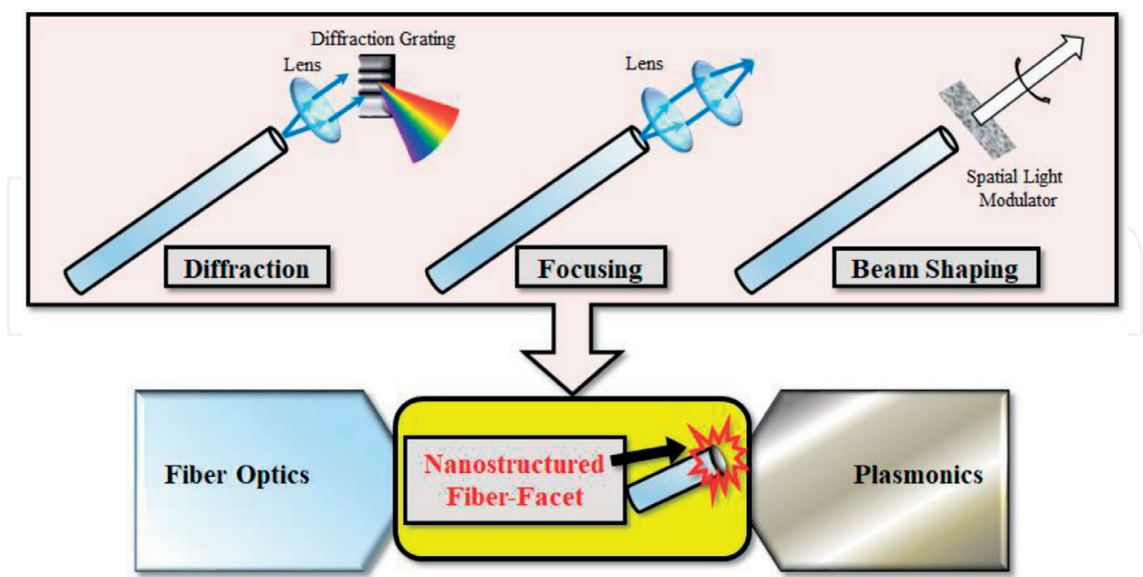 Diffraction Grating
Lens
Lens
Spatial Light
Modulator
Diffraction
Focusing
Beam Shaping
Fiber Optics
Nanostructured
Fiber-Facet
Plasmonics